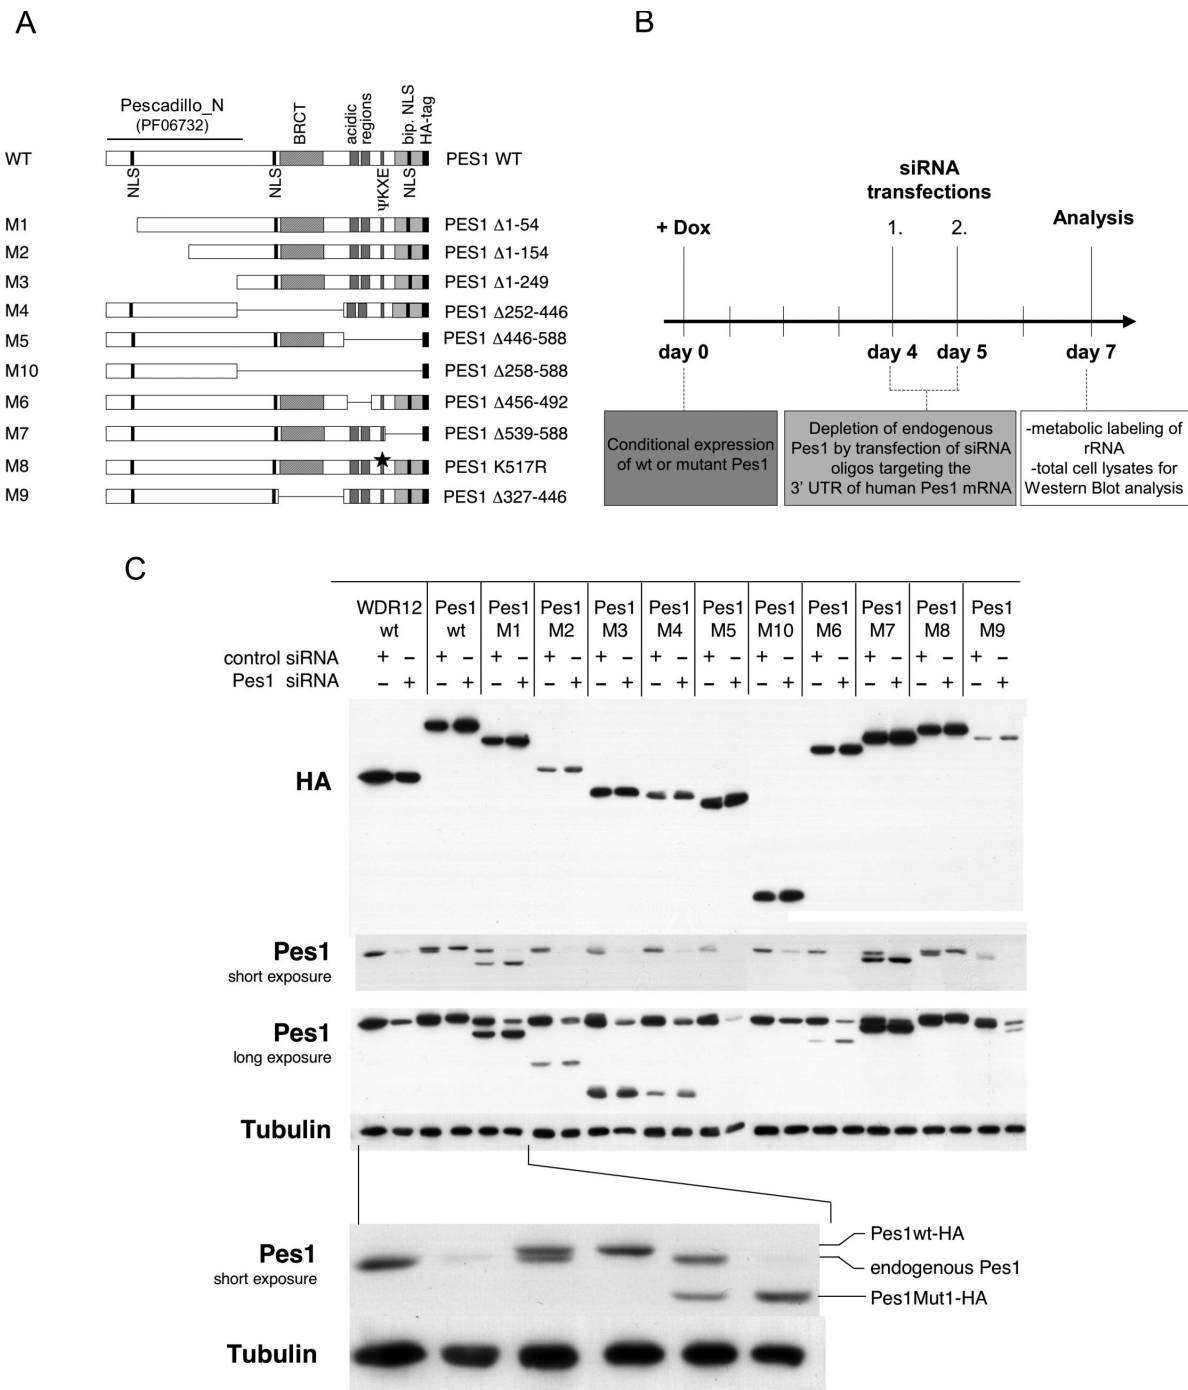 A
Pescadillo_N
(PF06732)
BRCT
acidic
regions
bip. NLS
HA-tag
WT
PES1 WT
NLS
NLS
ΨKXE
NLS
M1
PES1 Δ1-54
M2
PES1 Δ1-154
M3
PES1 Δ1-249
M4
PES1 Δ252-446
M5
PES1 Δ446-588
M10
PES1 Δ258-588
M6
PES1 Δ456-492
M7
PES1 Δ539-588
M8
PES1 K517R
M9
PES1 Δ327-446
B
siRNA
transfections
+ Dox
1.
2.
Analysis
day 0
day 4
day 5
day 7
Conditional expression
of wt or mutant Pes1
Depletion of endogenous
Pes1 by transfection of siRNA
oligos targeting the
3' UTR of human Pes1 mRNA
-metabolic labeling of
rRNA
-total cell lysates for
Western Blot analysis
C
WDR12 Pes1 Pes1 Pes1 Pes1 Pes1 Pes1 Pes1 Pes1 Pes1 Pes1 Pes1
wt wt M1 M2 M3 M4 M5 M10 M6 M7 M8 M9
control siRNA + – + – + – + – + – + – + – + – + – + – + – + –
Pes1 siRNA – + – + – + – + – + – + – + – + – + – + – + – +
HA
Pes1
short exposure
Pes1
long exposure
Tubulin
Pes1
short exposure
Pes1wt-HA
endogenous Pes1
Pes1Mut1-HA
Tubulin